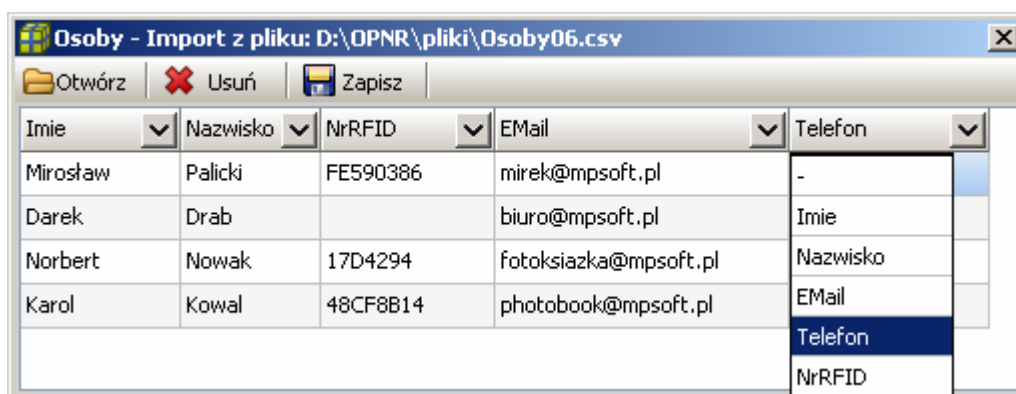 Osoby - Import z pliku: D:\OPNR\pliki\Osoby06.csv
Otwórz Usuń Zapisz
Imie Nazwisko NrRFID EMail Telefon
Mirosław Palicki FE590386 mirek@mpsoft.pl -
Darek Drab biuro@mpsoft.pl Imie
Norbert Nowak 17D4294 fotoksiazka@mpsoft.pl Nazwisko
Karol Kowal 48CF8B14 photobook@mpsoft.pl EMail
Telefon
NrRFID